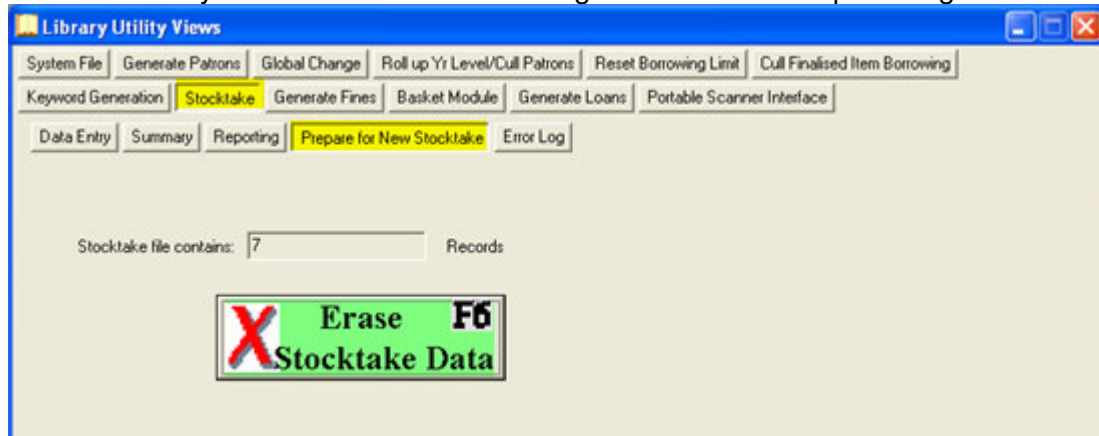 Library Utility Views
System File Generate Patrons Global Change Roll up Yr Level/Cull Patrons Reset Borrowing Limit Cull Finalised Item Borrowing
Keyword Generation Stocktake Generate Fines Basket Module Generate Loans Portable Scanner Interface
Data Entry Summary Reporting Prepare for New Stocktake Error Log
Stocktake file contains: 7 Records
X Erase F6
Stocktake Data